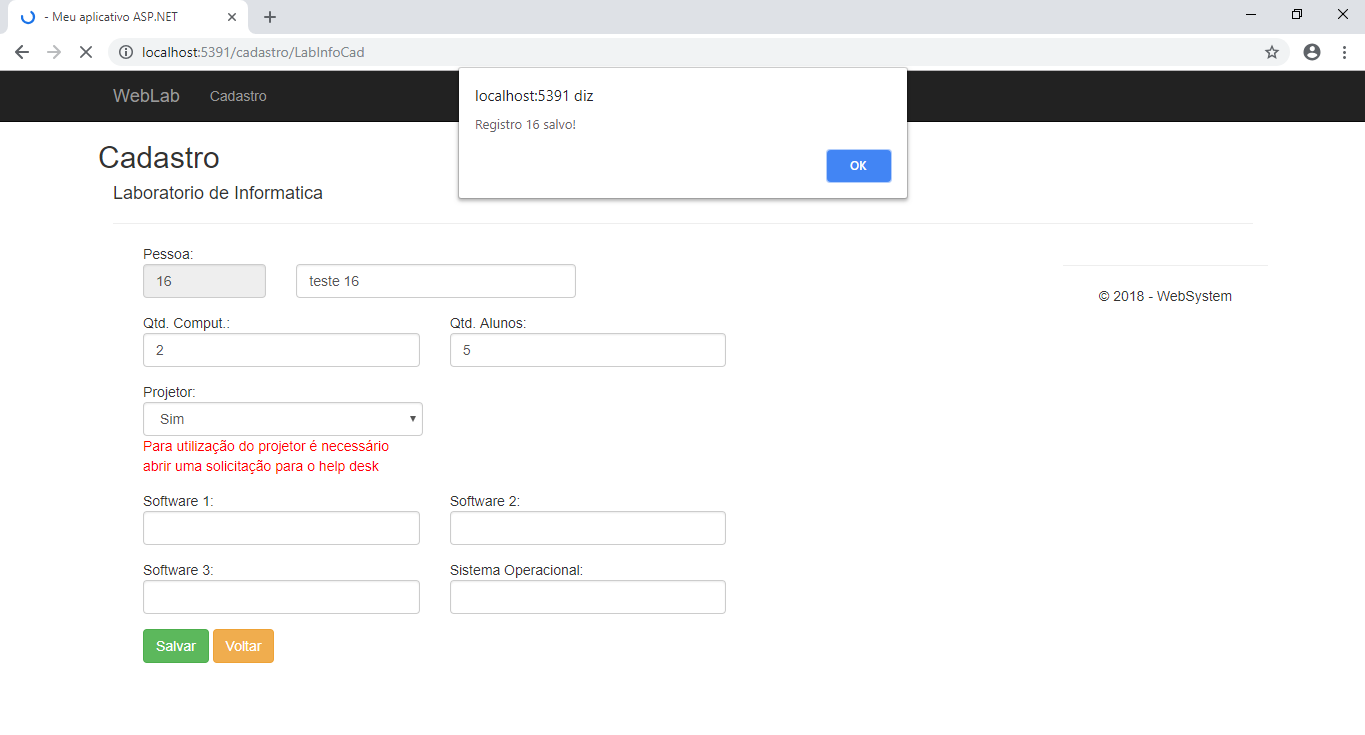 - Meu aplicativo ASP.NET
localhost:5391/cadastro/LabInfoCad
WebLab Cadastro
localhost:5391 diz
Registro 16 salvo!
OK
Cadastro
Laboratorio de Informatica
Pessoa:
16 teste 16
© 2018 - WebSystem
Qtd. Comput.: Qtd. Alunos:
2 5
Projetor:
Sim
Para utilização do projetor é necessário
abrir uma solicitação para o help desk
Software 1: Software 2:
Software 3: Sistema Operacional:
Salvar Voltar